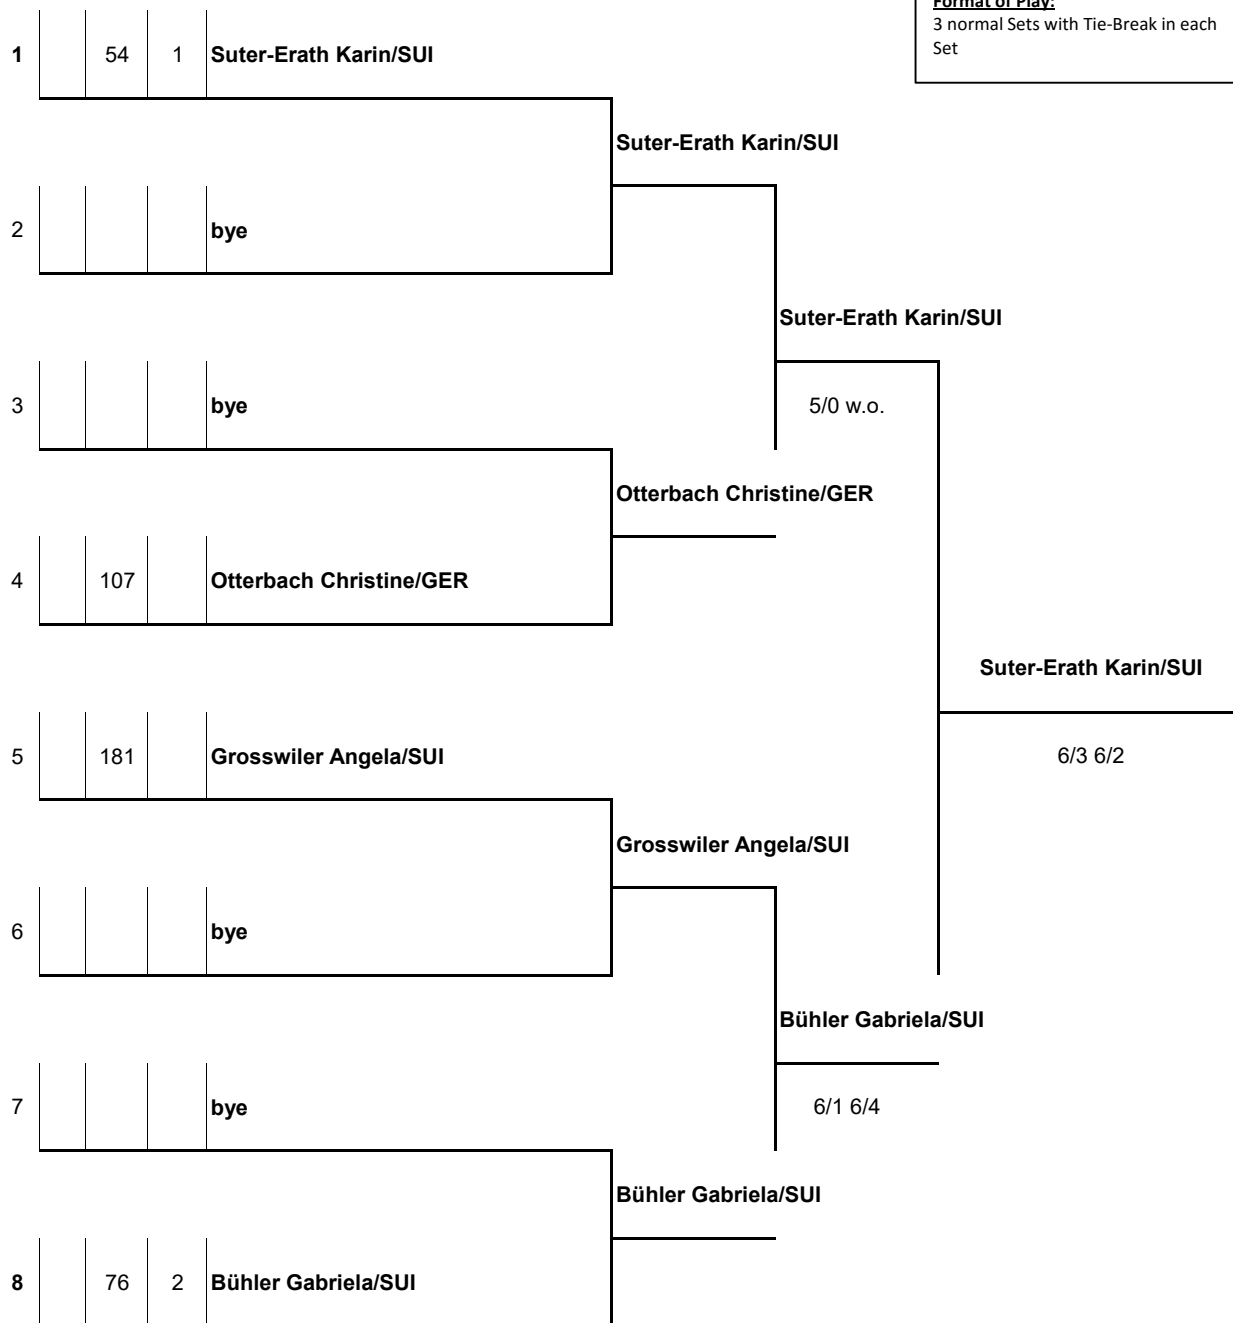 Format of Play:
3 normal Sets with Tie-Break in each
Set
1 54 1 Suter-Erath Karin/SUI
Suter-Erath Karin/SUI
2 bye
Suter-Erath Karin/SUI
3 bye 5/0 w.o.
Otterbach Christine/GER
4 107 Otterbach Christine/GER
Suter-Erath Karin/SUI
5 181 Grosswiler Angela/SUI 6/3 6/2
Grosswiler Angela/SUI
6 bye
Bühler Gabriela/SUI
7 bye 6/1 6/4
Bühler Gabriela/SUI
8 76 2 Bühler Gabriela/SUI